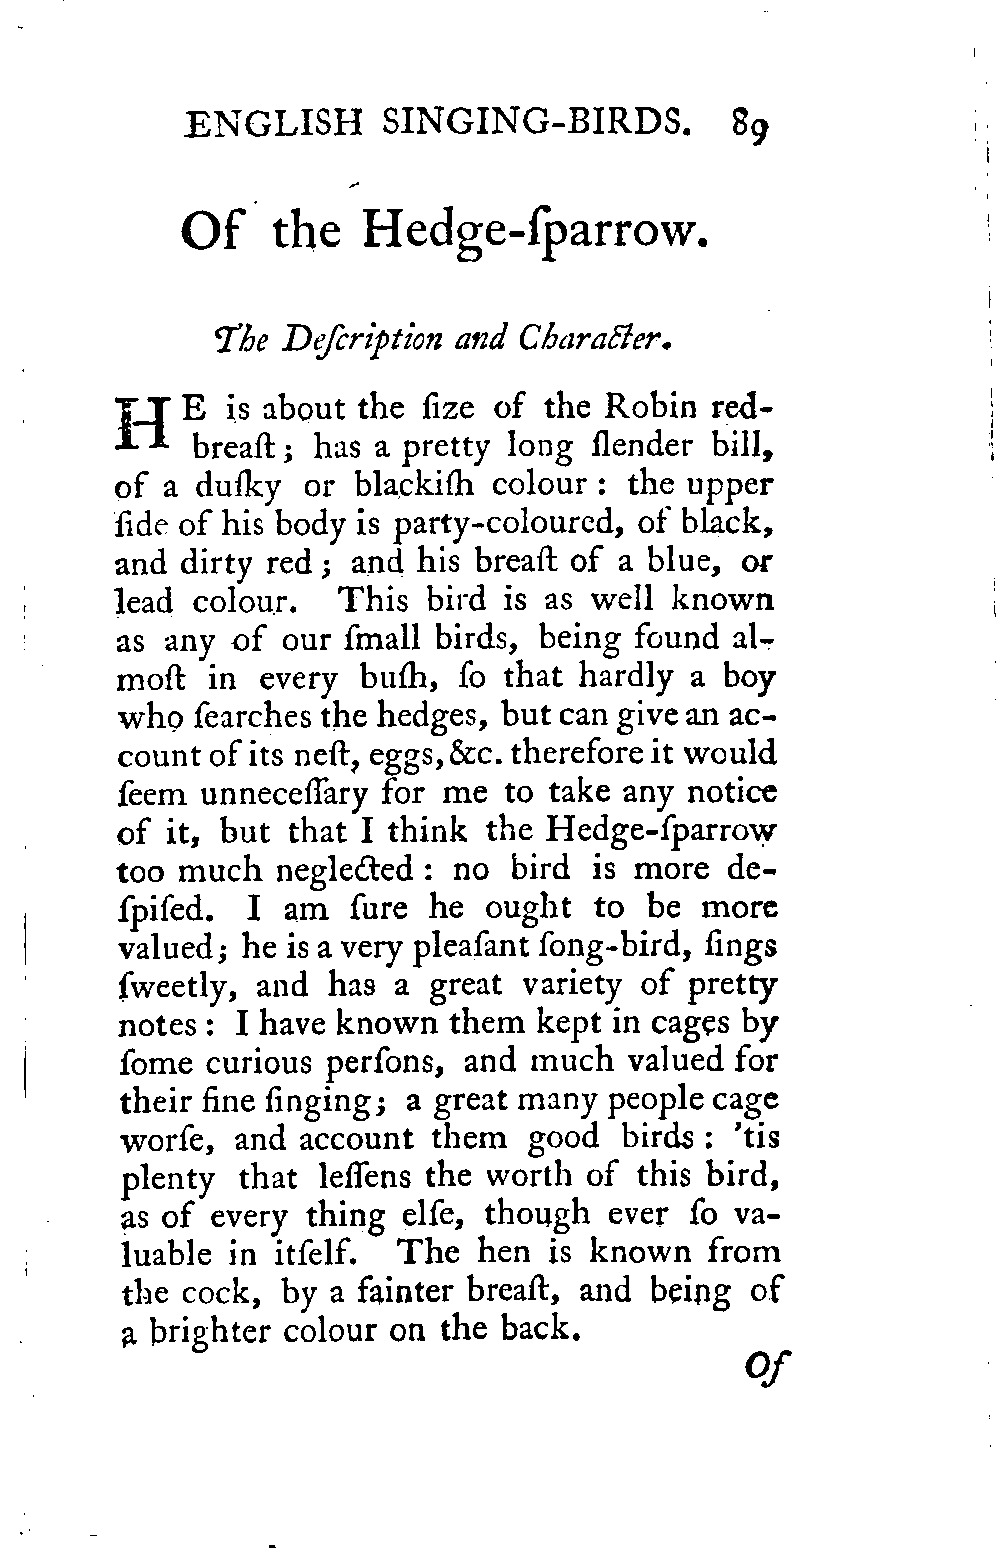 ENGLISH SINGING-BIRDS. 89
Of the Hedge-ſparrow.
The Deſcription and Character.
HE is about the ſize of the Robin red-
breaſt; has a pretty long ſlender bill,
of a duſky or blackiſh colour: the upper
ſide of his body is party-coloured, of black,
and dirty red; and his breaſt of a blue, or
lead colour. This bird is as well known
as any of our ſmall birds, being found al-
moſt in every buſh, ſo that hardly a boy
who ſearches the hedges, but can give an ac-
count of its neſt, eggs, &c. therefore it would
ſeem unneceſſary for me to take any notice
of it, but that I think the Hedge-ſparrow
too much neglected: no bird is more de-
ſpiſed. I am ſure he ought to be more
valued; he is a very pleaſant ſong-bird, ſings
ſweetly, and has a great variety of pretty
notes: I have known them kept in cages by
ſome curious perſons, and much valued for
their fine ſinging; a great many people cage
worſe, and account them good birds: 'tis
plenty that leſſens the worth of this bird,
as of every thing elſe, though ever ſo va-
luable in itſelf. The hen is known from
the cock, by a fainter breaſt, and being of
a brighter colour on the back.
Of